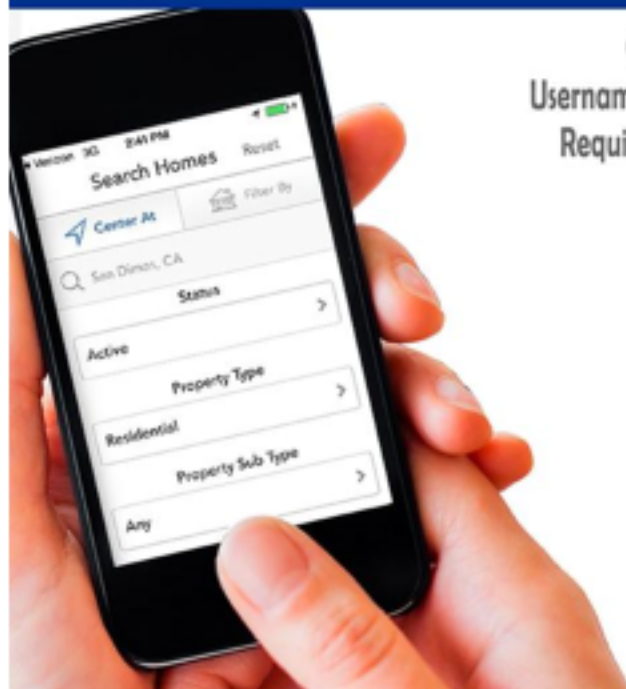 Usernam
Requi
Verizon 3G 9:41 PM
Search Homes Reset
Center At Filter By
San Dimas, CA
Status
Active
Property Type
Residential
Property Sub Type
Any